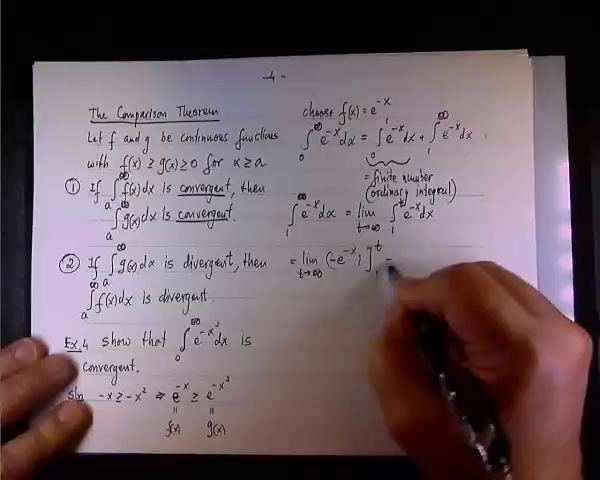 -4-
The Comparison Theorem
Let f and g be continuous functions
with f(x) ≥ g(x) ≥ 0 for x ≥ a
① If ∫_a^∞ f(x)dx is convergent, then
∫_a^∞ g(x)dx is convergent.
② If ∫_a^∞ g(x)dx is divergent, then
∫_a^∞ f(x)dx is divergent.
Ex.4 show that ∫_0^∞ e^{-x²} dx is
convergent.
sln -x ≥ -x² ⇒ e^{-x} ≥ e^{-x²}
= =
f(x) g(x)
choose f(x) = e^{-x}
∫_0^∞ e^{-x}dx = ∫_0^1 e^{-x}dx + ∫_1^∞ e^{-x}dx
= finite number
(ordinary integral)
∫_1^∞ e^{-x}dx = lim_{t→∞} ∫_1^t e^{-x}dx
= lim_{t→∞} (-e^{-x}) ]_1^t =